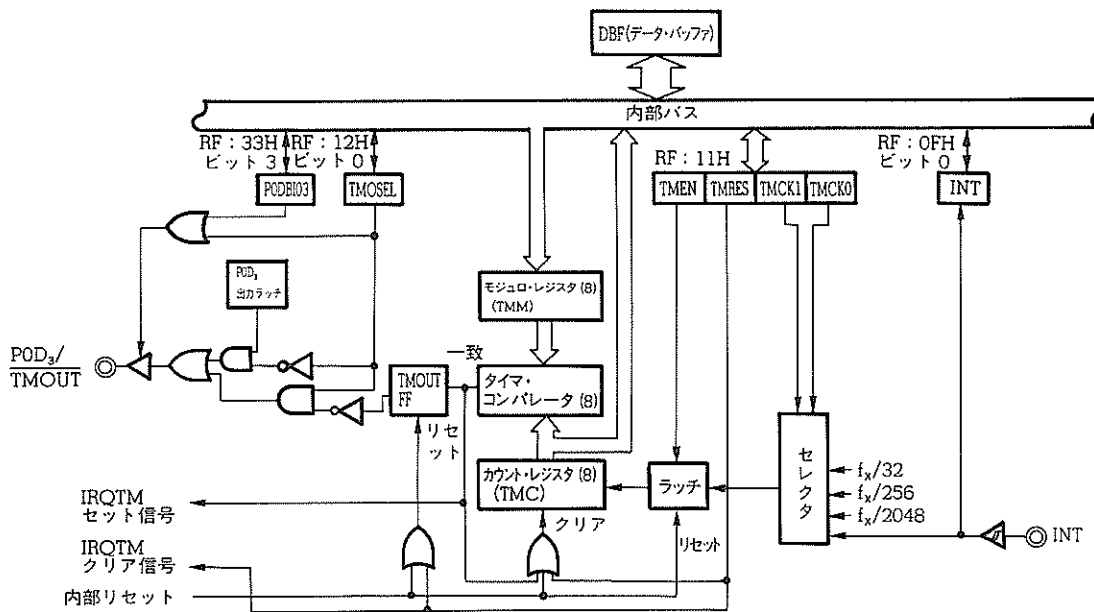 DBF(データ・バッファ)
内部バス
RF：33H
ビット 3
RF：12H
ビット 0
RF：11H
RF：0FH
ビット 0
P0DBIO3
TMOSEL
TMEN
TMRES
TMCK1
TMCK0
INT
P0D₃
出力ラッチ
モジュロ・レジスタ(8)
(TMM)
P0D₃/
TMOUT
一致
TMOUT
FF
タイマ・
コンパレータ(8)
リセ
ット
カウント・レジスタ(8)
(TMC)
ラッチ
セレクタ
fx/32
fx/256
fx/2048
INT
クリア
リセット
IRQTM
セット信号
IRQTM
クリア信号
内部リセット